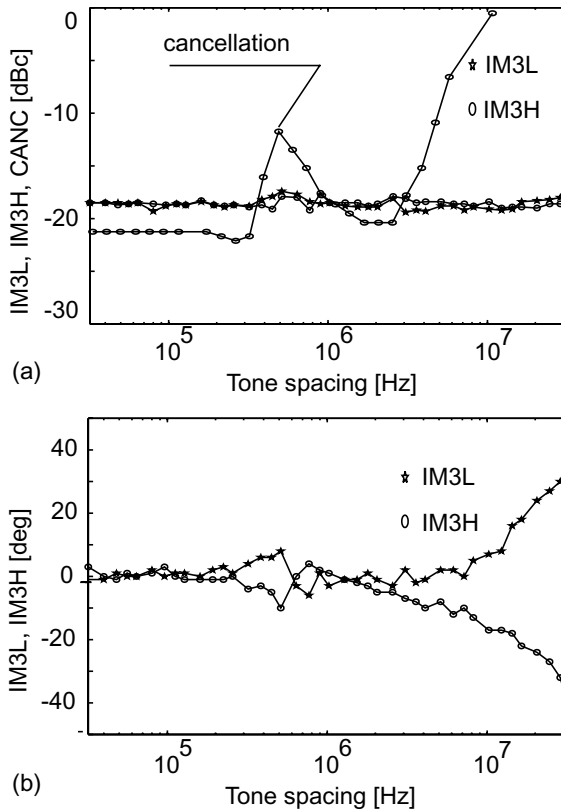 0
-10
-20
-30
IM3L, IM3H, CANC [dBc]
cancellation
IM3L
IM3H
10^5
10^6
10^7
Tone spacing [Hz]
(a)
40
20
0
-20
-40
-
IM3L, IM3H [deg]
IM3L
IM3H
10^5
10^6
10^7
Tone spacing [Hz]
(b)